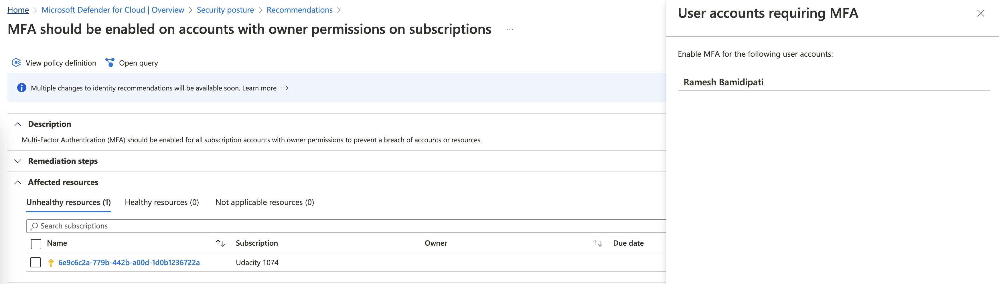 Home > Microsoft Defender for Cloud | Overview > Security posture > Recommendations >
MFA should be enabled on accounts with owner permissions on subscriptions ...
View policy definition Open query
Multiple changes to identity recommendations will be available soon. Learn more →
Description
Multi-Factor Authentication (MFA) should be enabled for all subscription accounts with owner permissions to prevent a breach of accounts or resources.
Remediation steps
Affected resources
Unhealthy resources (1) Healthy resources (0) Not applicable resources (0)
Search subscriptions
Name ↑↓ Subscription Owner ↑↓ Due date
6e9c6c2a-779b-442b-a00d-1d0b1236722a Udacity 1074
User accounts requiring MFA
Enable MFA for the following user accounts:
Ramesh Bamidipati